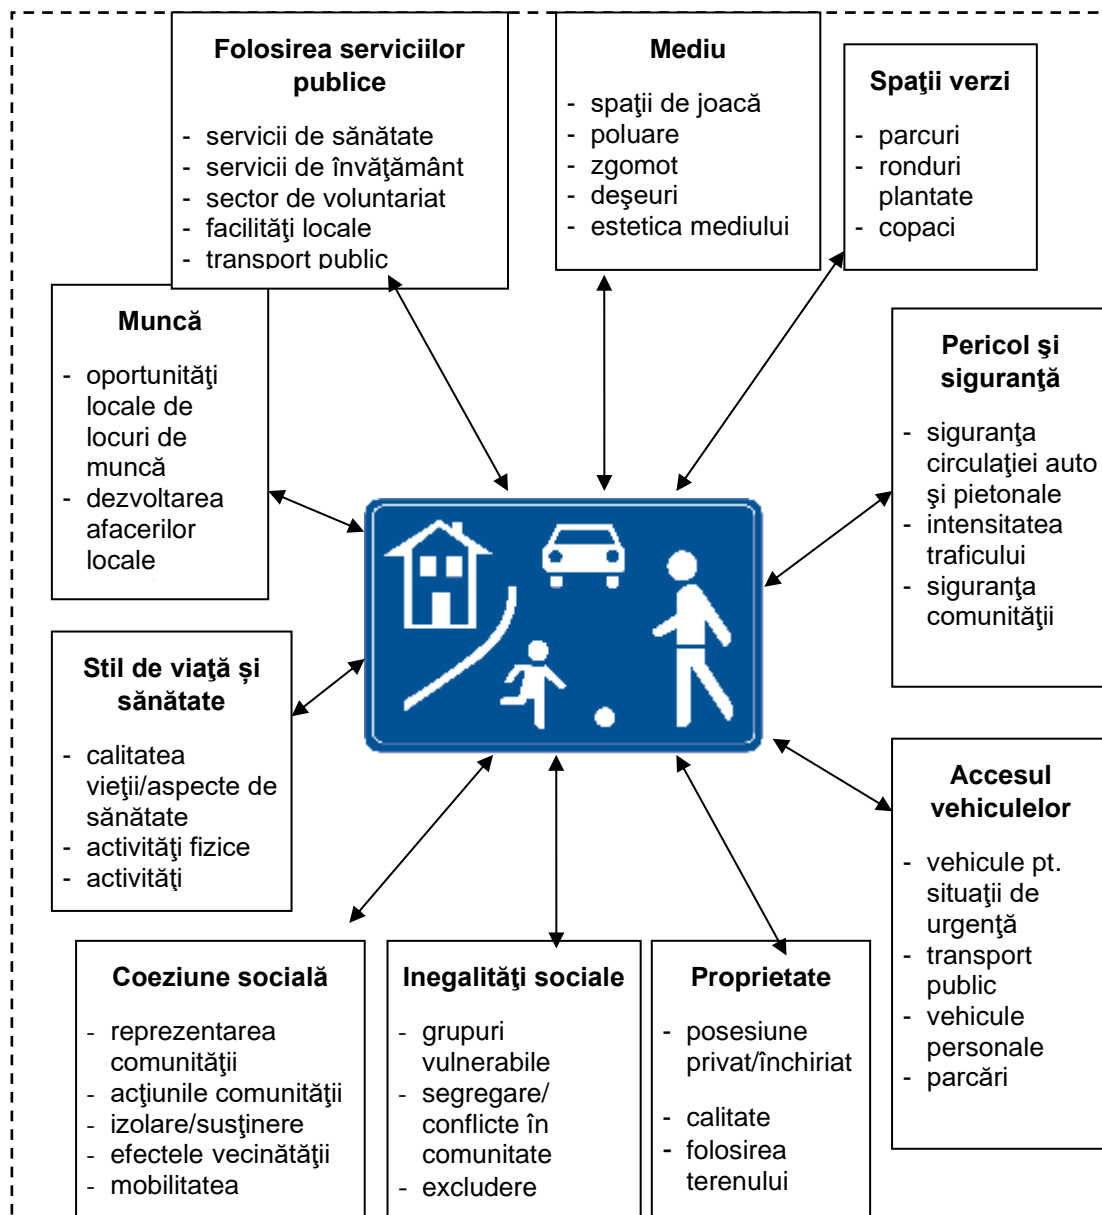 Folosirea serviciilor
publice
- servicii de sănătate
- servicii de învăţământ
- sector de voluntariat
- facilităţi locale
- transport public
Mediu
- spaţii de joacă
- poluare
- zgomot
- deşeuri
- estetica mediului
Spaţii verzi
- parcuri
- ronduri
plantate
- copaci
Muncă
- oportunităţi
locale de
locuri de
muncă
- dezvoltarea
afacerilor
locale
Pericol şi
siguranţă
- siguranţa
circulaţiei auto
şi pietonale
- intensitatea
traficului
- siguranţa
comunităţii
Stil de viaţă și
sănătate
- calitatea
vieţii/aspecte de
sănătate
- activităţi fizice
- activităţi
Accesul
vehiculelor
- vehicule pt.
situaţii de
urgenţă
- transport
public
- vehicule
personale
- parcări
Coeziune socială
- reprezentarea
comunităţii
- acţiunile comunităţii
- izolare/susţinere
- efectele vecinătăţii
- mobilitatea
Inegalităţi sociale
- grupuri
vulnerabile
- segregare/
conflicte în
comunitate
- excludere
Proprietate
- posesiune
privat/închiriat
- calitate
- folosirea
terenului